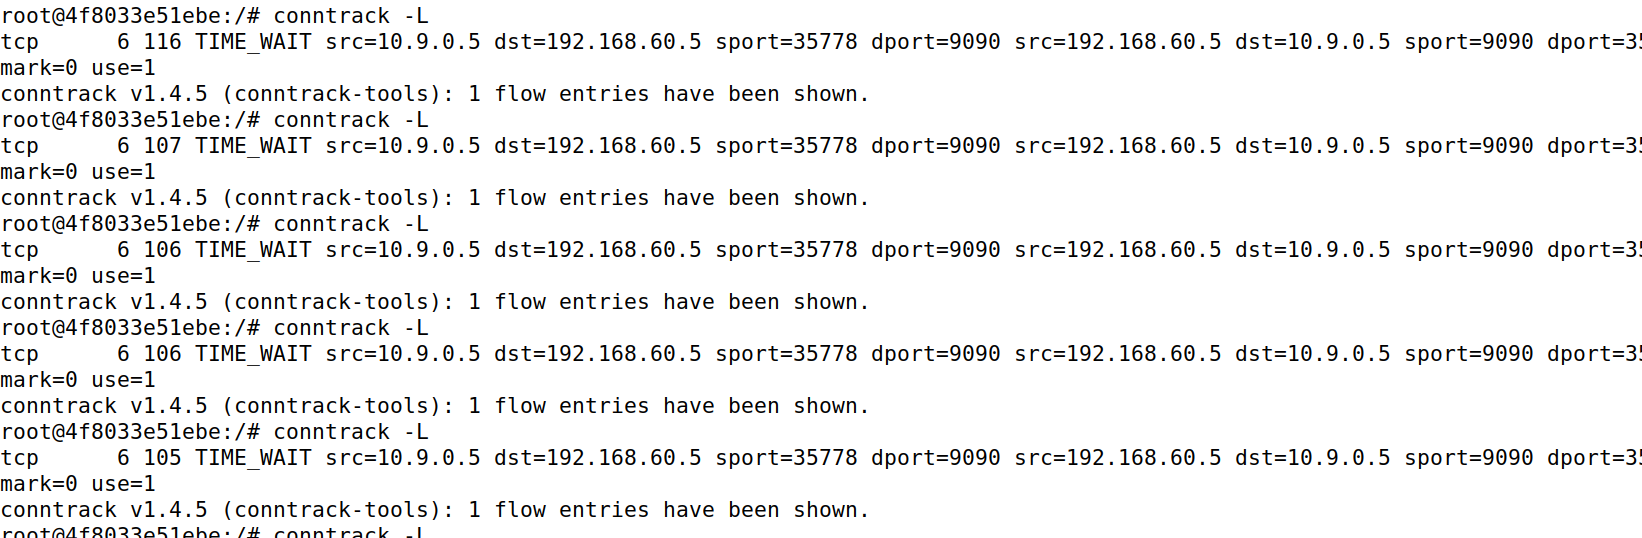 root@4f8033e51ebe:/# conntrack -L
tcp      6 116 TIME_WAIT src=10.9.0.5 dst=192.168.60.5 sport=35778 dport=9090 src=192.168.60.5 dst=10.9.0.5 sport=9090 dport=35
mark=0 use=1
conntrack v1.4.5 (conntrack-tools): 1 flow entries have been shown.
root@4f8033e51ebe:/# conntrack -L
tcp      6 107 TIME_WAIT src=10.9.0.5 dst=192.168.60.5 sport=35778 dport=9090 src=192.168.60.5 dst=10.9.0.5 sport=9090 dport=35
mark=0 use=1
conntrack v1.4.5 (conntrack-tools): 1 flow entries have been shown.
root@4f8033e51ebe:/# conntrack -L
tcp      6 106 TIME_WAIT src=10.9.0.5 dst=192.168.60.5 sport=35778 dport=9090 src=192.168.60.5 dst=10.9.0.5 sport=9090 dport=35
mark=0 use=1
conntrack v1.4.5 (conntrack-tools): 1 flow entries have been shown.
root@4f8033e51ebe:/# conntrack -L
tcp      6 106 TIME_WAIT src=10.9.0.5 dst=192.168.60.5 sport=35778 dport=9090 src=192.168.60.5 dst=10.9.0.5 sport=9090 dport=35
mark=0 use=1
conntrack v1.4.5 (conntrack-tools): 1 flow entries have been shown.
root@4f8033e51ebe:/# conntrack -L
tcp      6 105 TIME_WAIT src=10.9.0.5 dst=192.168.60.5 sport=35778 dport=9090 src=192.168.60.5 dst=10.9.0.5 sport=9090 dport=35
mark=0 use=1
conntrack v1.4.5 (conntrack-tools): 1 flow entries have been shown.
root@4f8033e51ebe:/# conntrack -L